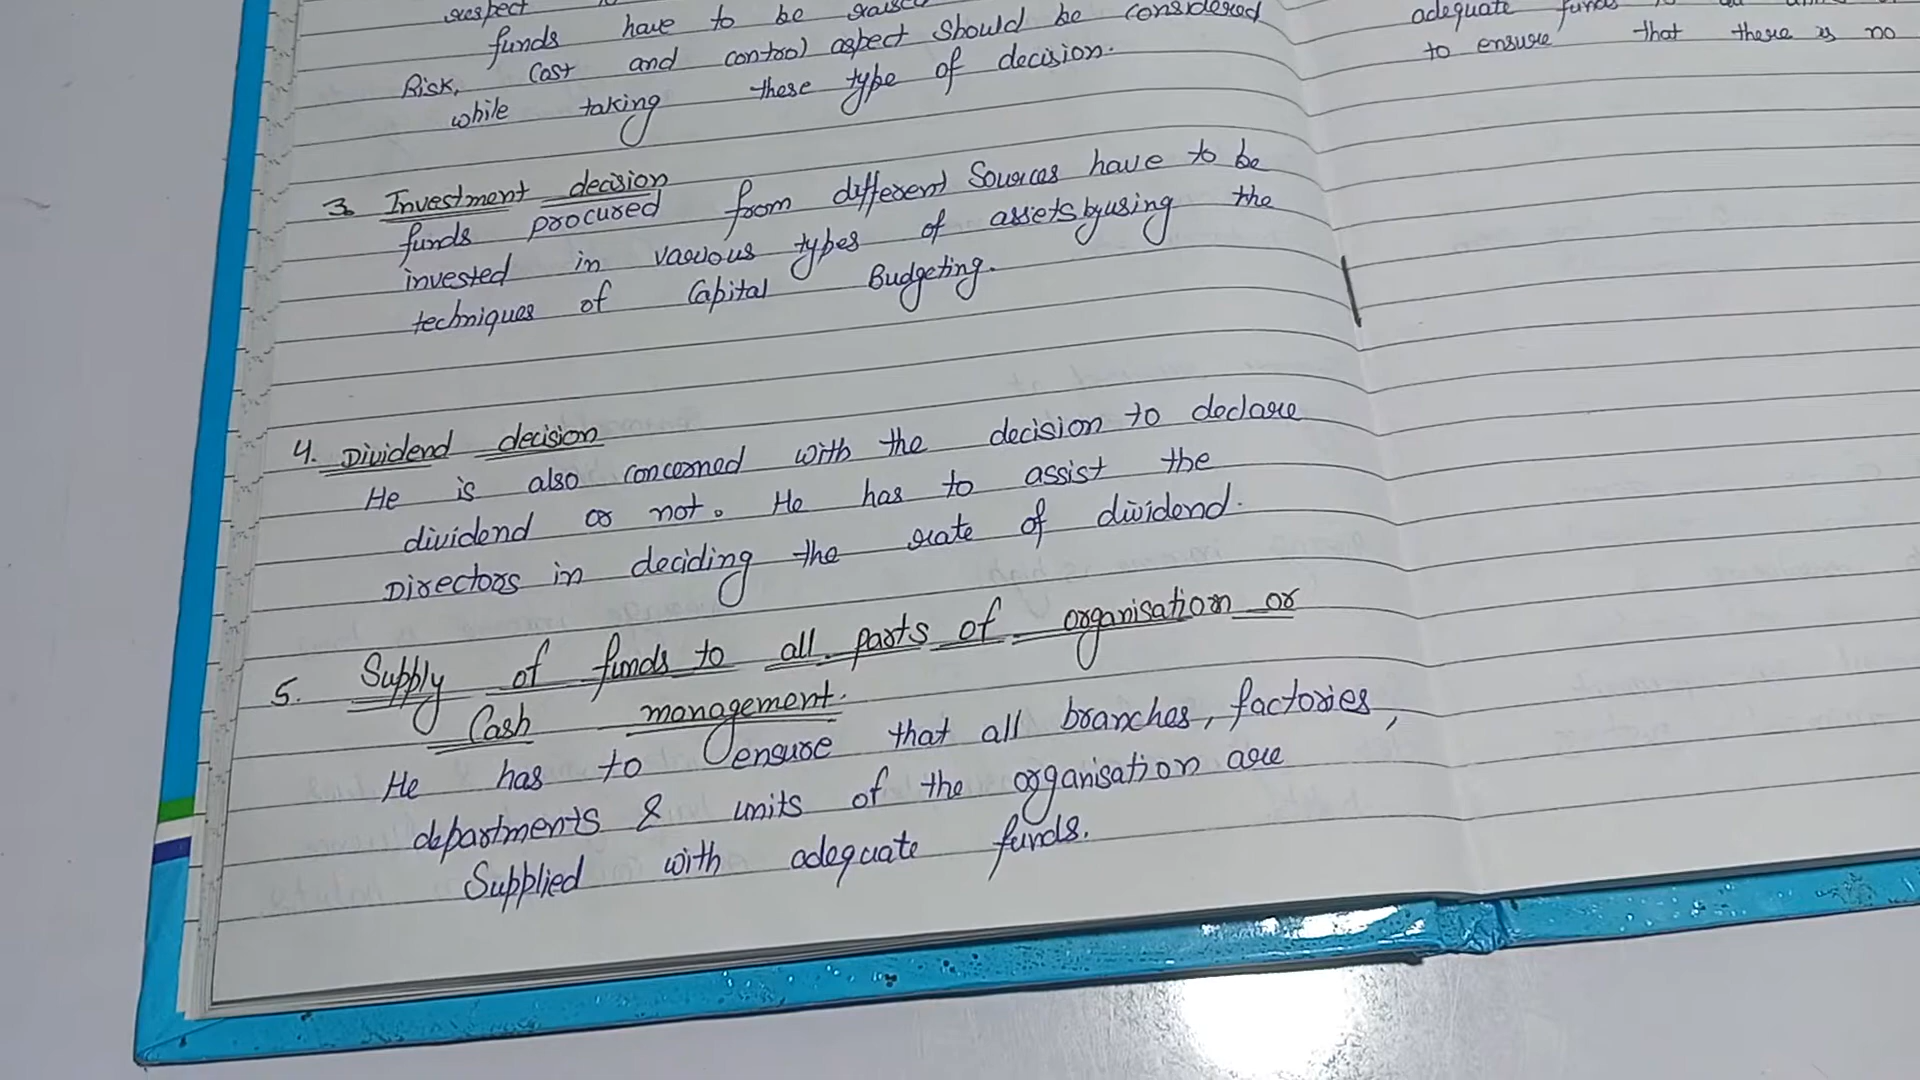 respect
funds have to be raised
Risk, Cost and control aspect should be considered
while taking these type of decision.
3. Investment decision
funds procured from different Sources have to be
invested in various types of assets by using the
techniques of Capital Budgeting.
4. Dividend decision
He is also concerned with the decision to declare
dividend or not. He has to assist the
Directors in deciding the rate of dividend.
5. Supply of funds to all parts of organisation or
Cash management.
He has to ensure that all branches, factories,
departments & units of the organisation are
Supplied with adequate funds.
adequate funds
to ensure that there is no